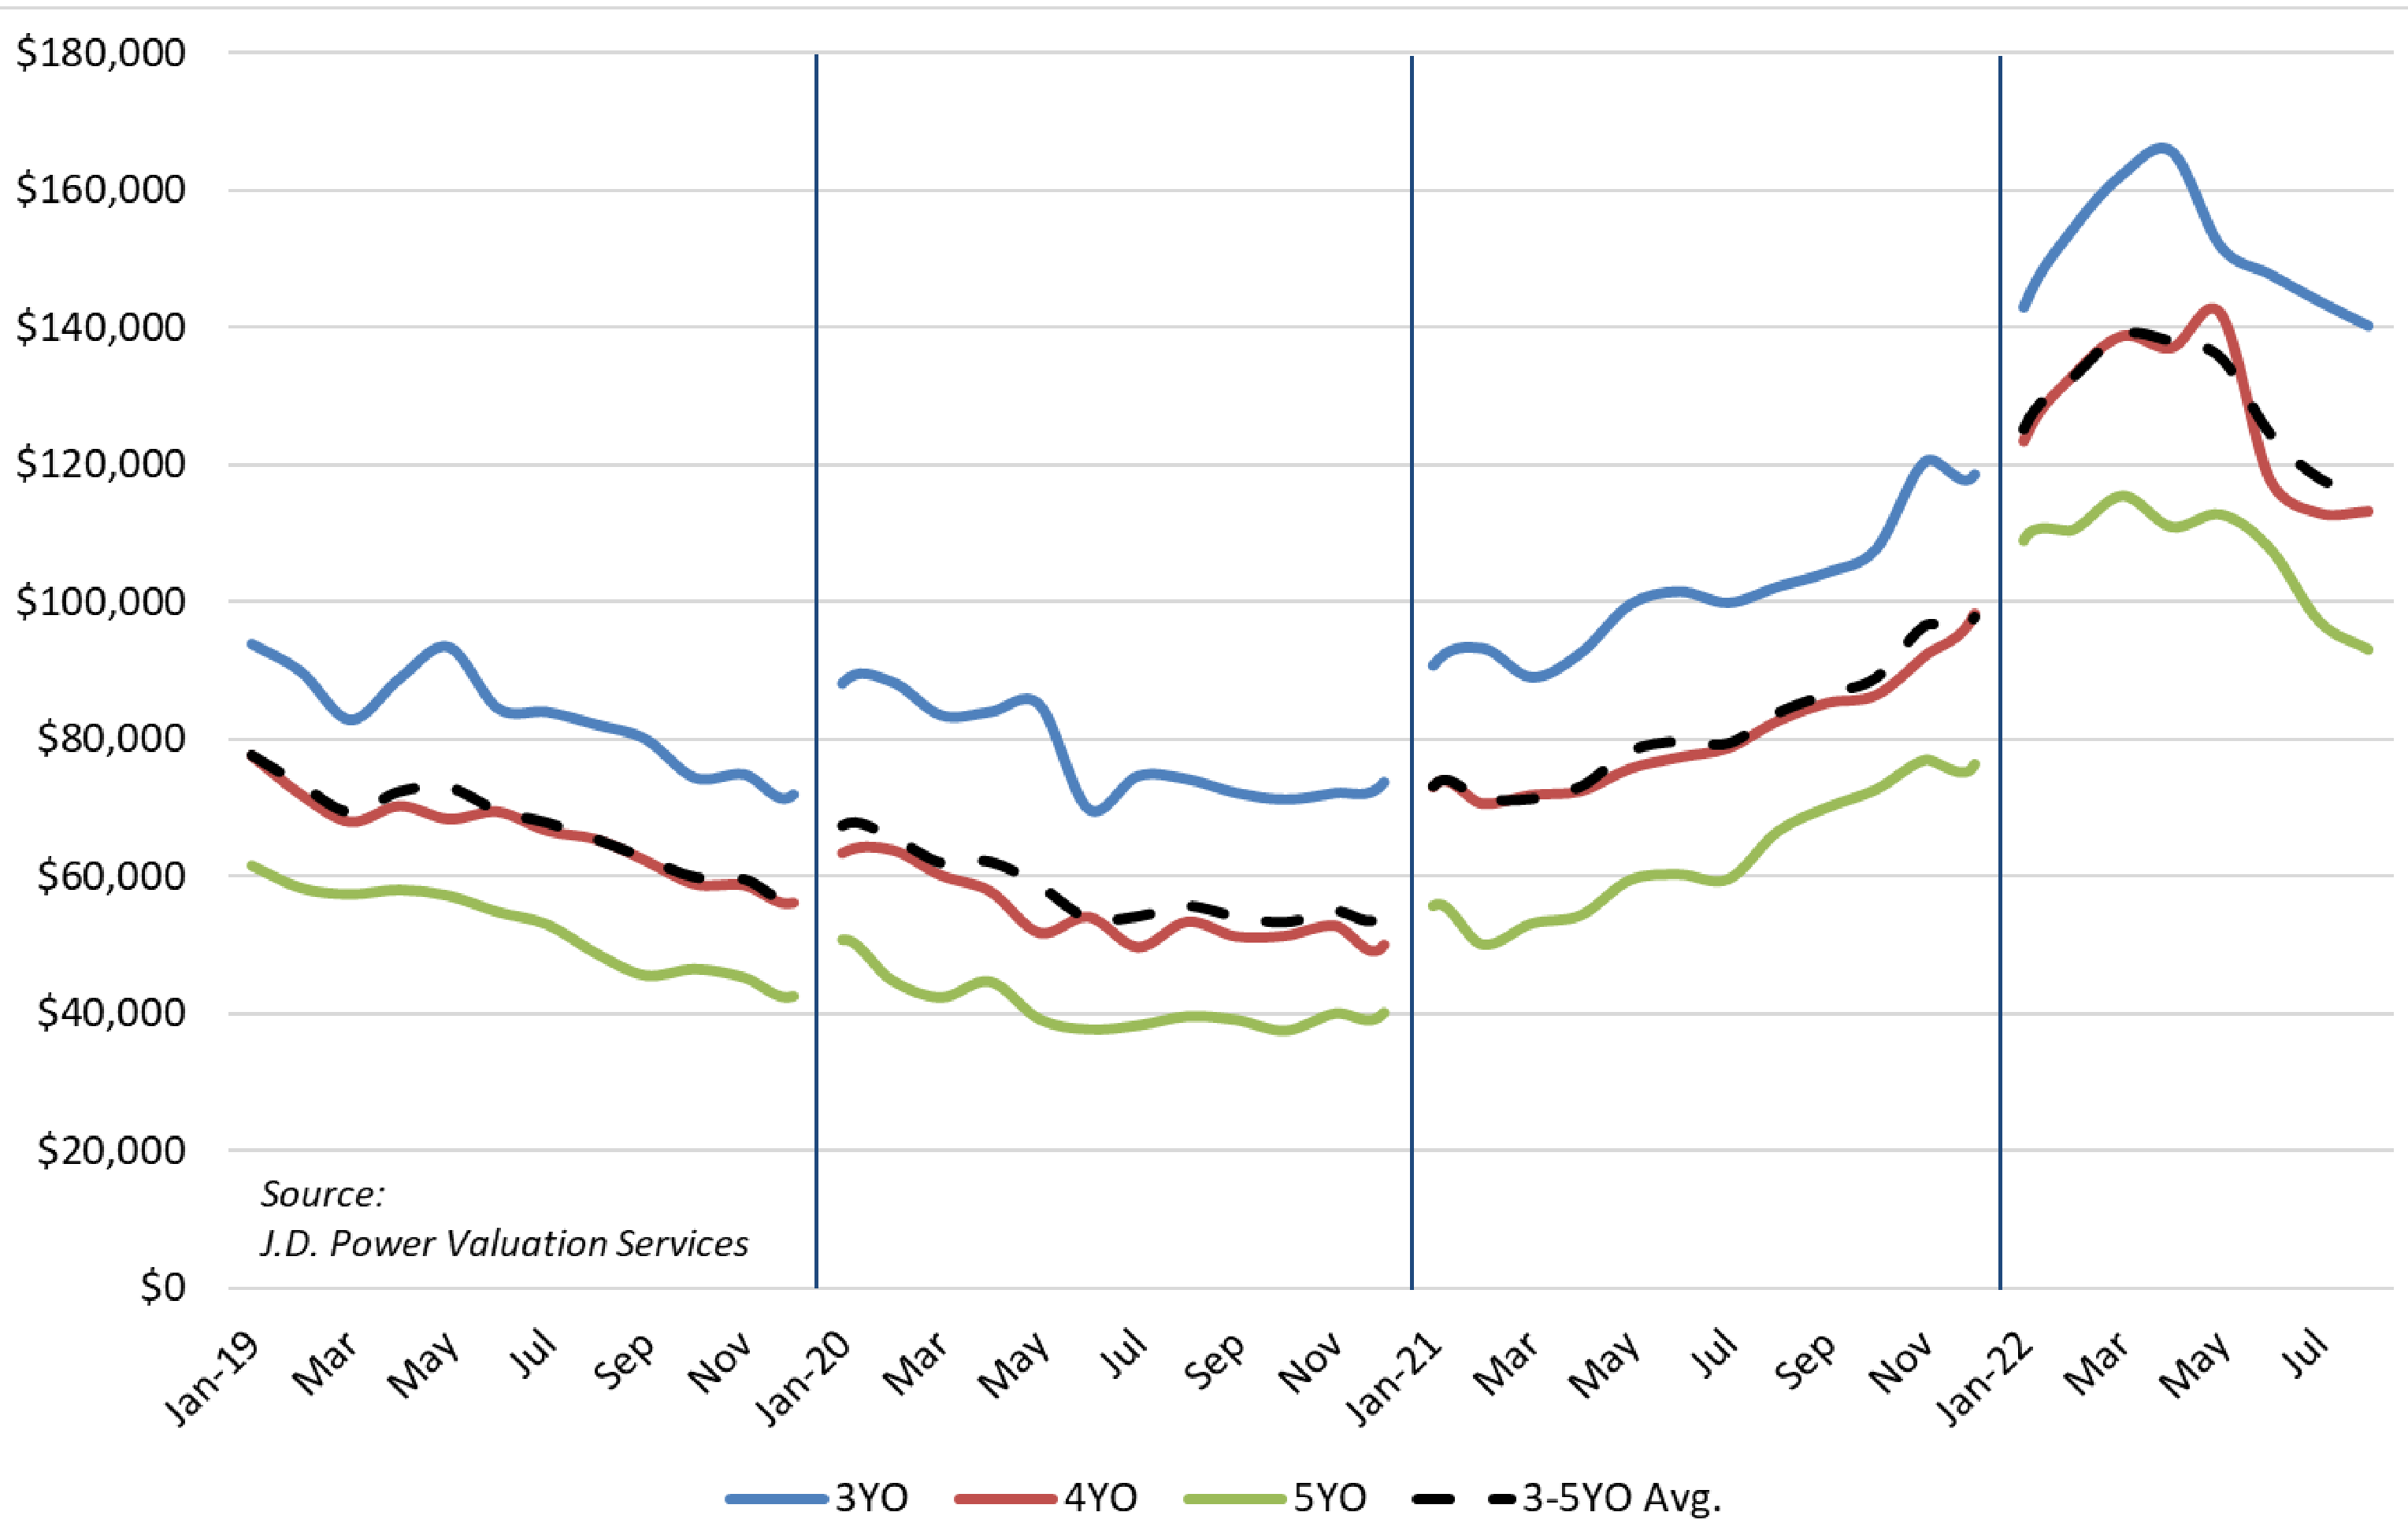 $180,000
$160,000
$140,000
$120,000
$100,000
$80,000
$60,000
$40,000
$20,000
$0
Source:
J.D. Power Valuation Services
Jan-19 Mar May Jul Sep Nov Jan-20 Mar May Jul Sep Nov Jan-21 Mar May Jul Sep Nov Jan-22 Mar May Jul
3YO 4YO 5YO 3-5YO Avg.